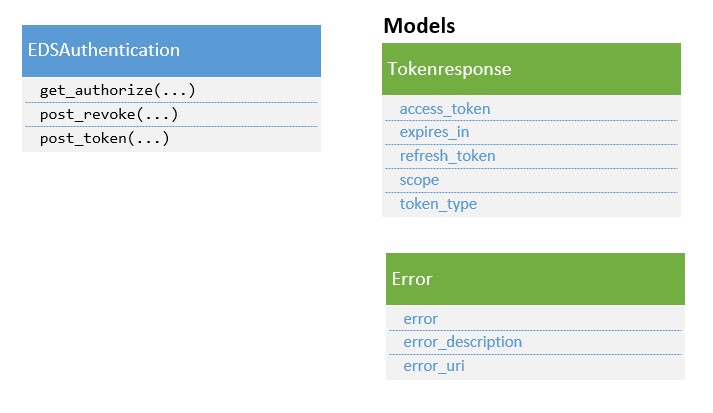 EDSAuthentication
get_authorize(...)
post_revoke(...)
post_token(...)
Models
Tokenresponse
access_token
expires_in
refresh_token
scope
token_type
Error
error
error_description
error_uri